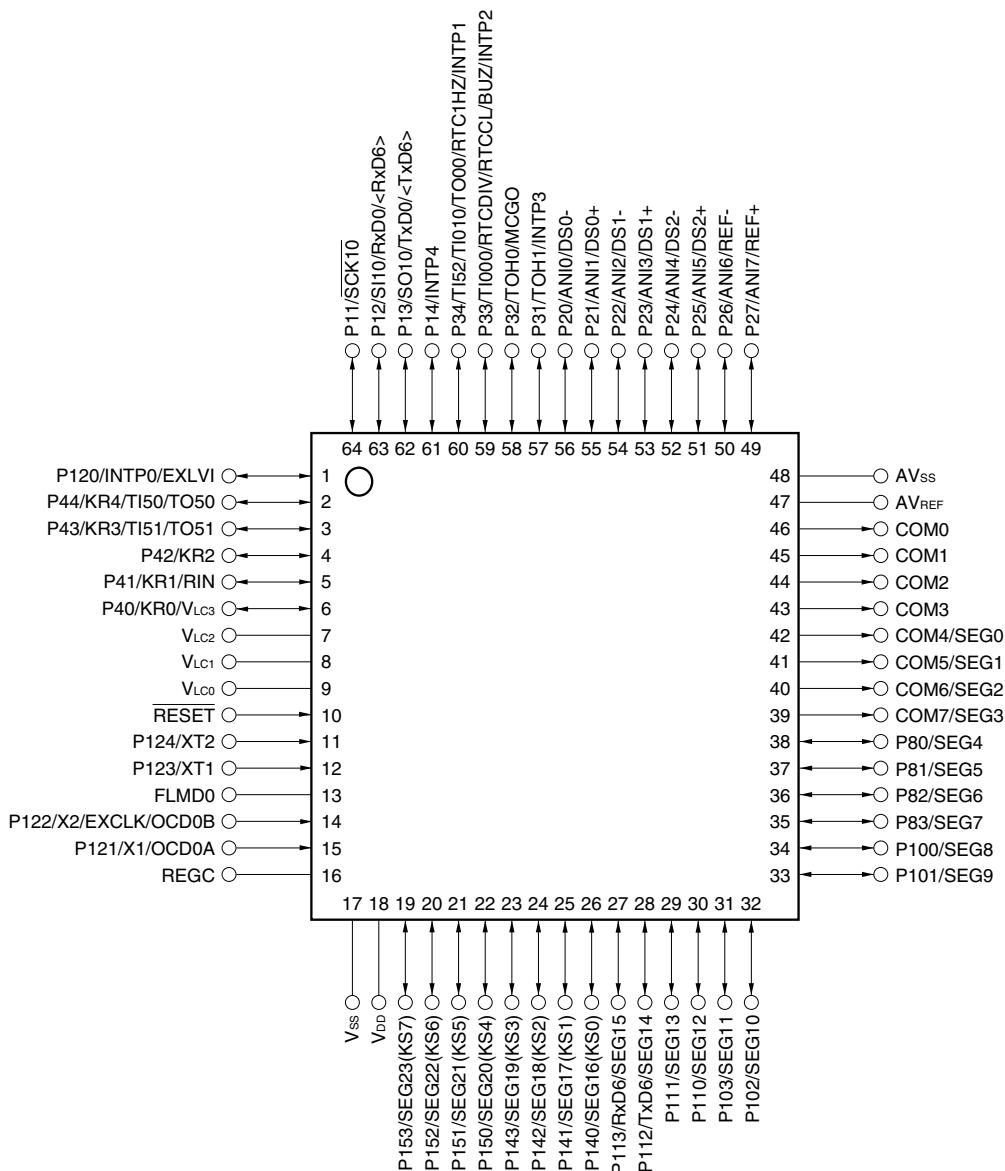 P11/SCK10
P12/SI10/RxD0/<RxD6>
P13/SO10/TxD0/<TxD6>
P14/INTP4
P34/TI52/TI010/TO00/RTC1HZ/INTP1
P33/TI000/RTCDIV/RTCCL/BUZ/INTP2
P32/TOH0/MCGO
P31/TOH1/INTP3
P20/ANI0/DS0-
P21/ANI1/DS0+
P22/ANI2/DS1-
P23/ANI3/DS1+
P24/ANI4/DS2-
P25/ANI5/DS2+
P26/ANI6/REF-
P27/ANI7/REF+
64 63 62 61 60 59 58 57 56 55 54 53 52 51 50 49
P120/INTP0/EXLVI 1 48 AVSS
P44/KR4/TI50/TO50 2 47 AVREF
P43/KR3/TI51/TO51 3 46 COM0
P42/KR2 4 45 COM1
P41/KR1/RIN 5 44 COM2
P40/KR0/VLC3 6 43 COM3
VLC2 7 42 COM4/SEG0
VLC1 8 41 COM5/SEG1
VLC0 9 40 COM6/SEG2
RESET 10 39 COM7/SEG3
P124/XT2 11 38 P80/SEG4
P123/XT1 12 37 P81/SEG5
FLMD0 13 36 P82/SEG6
P122/X2/EXCLK/OCD0B 14 35 P83/SEG7
P121/X1/OCD0A 15 34 P100/SEG8
REGC 16 33 P101/SEG9
17 18 19 20 21 22 23 24 25 26 27 28 29 30 31 32
VSS
VDD
P153/SEG23(KS7)
P152/SEG22(KS6)
P151/SEG21(KS5)
P150/SEG20(KS4)
P143/SEG19(KS3)
P142/SEG18(KS2)
P141/SEG17(KS1)
P140/SEG16(KS0)
P113/RxD6/SEG15
P112/TxD6/SEG14
P111/SEG13
P110/SEG12
P103/SEG11
P102/SEG10